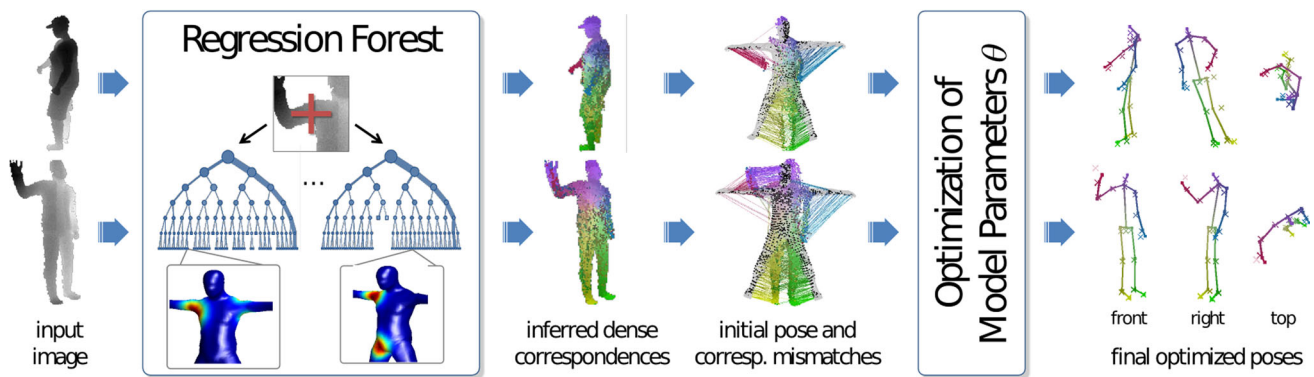 Regression Forest
...
input
image
inferred dense
correspondences
initial pose and
corresp. mismatches
Optimization of
Model Parameters θ
front right top
final optimized poses